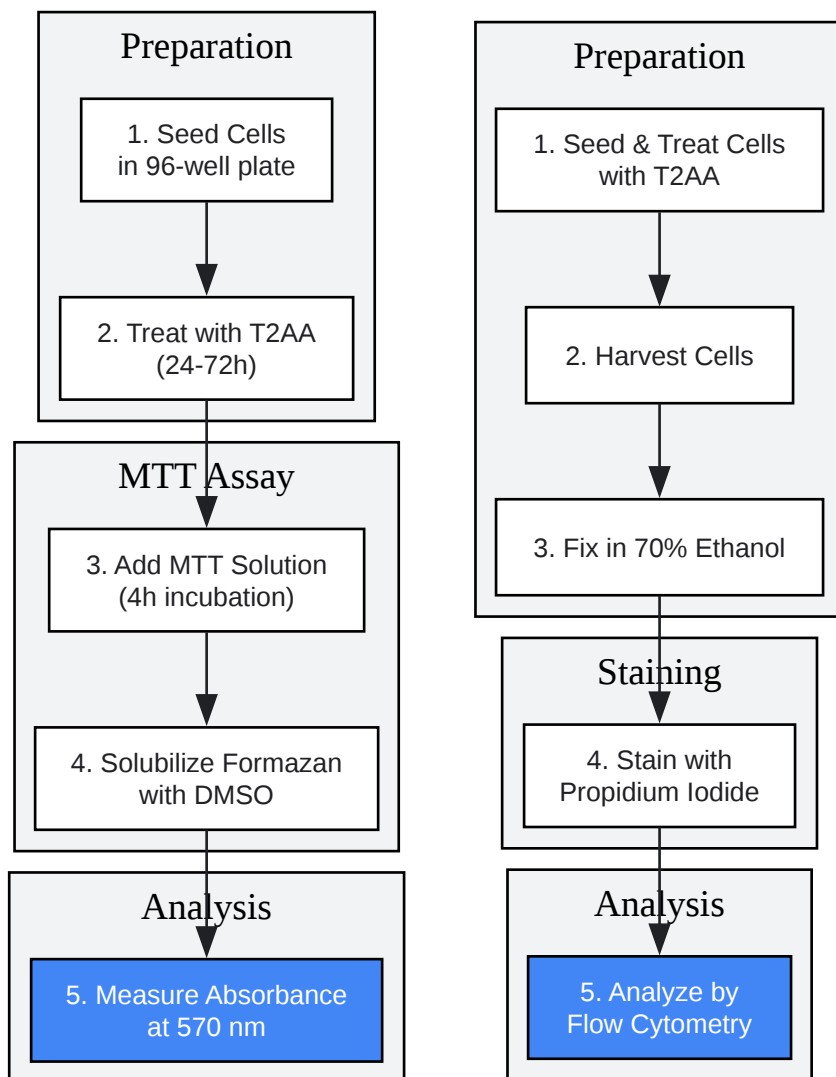 Preparation
1. Seed Cells
in 96-well plate
2. Treat with T2AA
(24-72h)
MTT Assay
3. Add MTT Solution
(4h incubation)
4. Solubilize Formazan
with DMSO
Analysis
5. Measure Absorbance
at 570 nm
Preparation
1. Seed & Treat Cells
with T2AA
2. Harvest Cells
3. Fix in 70% Ethanol
Staining
4. Stain with
Propidium Iodide
Analysis
5. Analyze by
Flow Cytometry